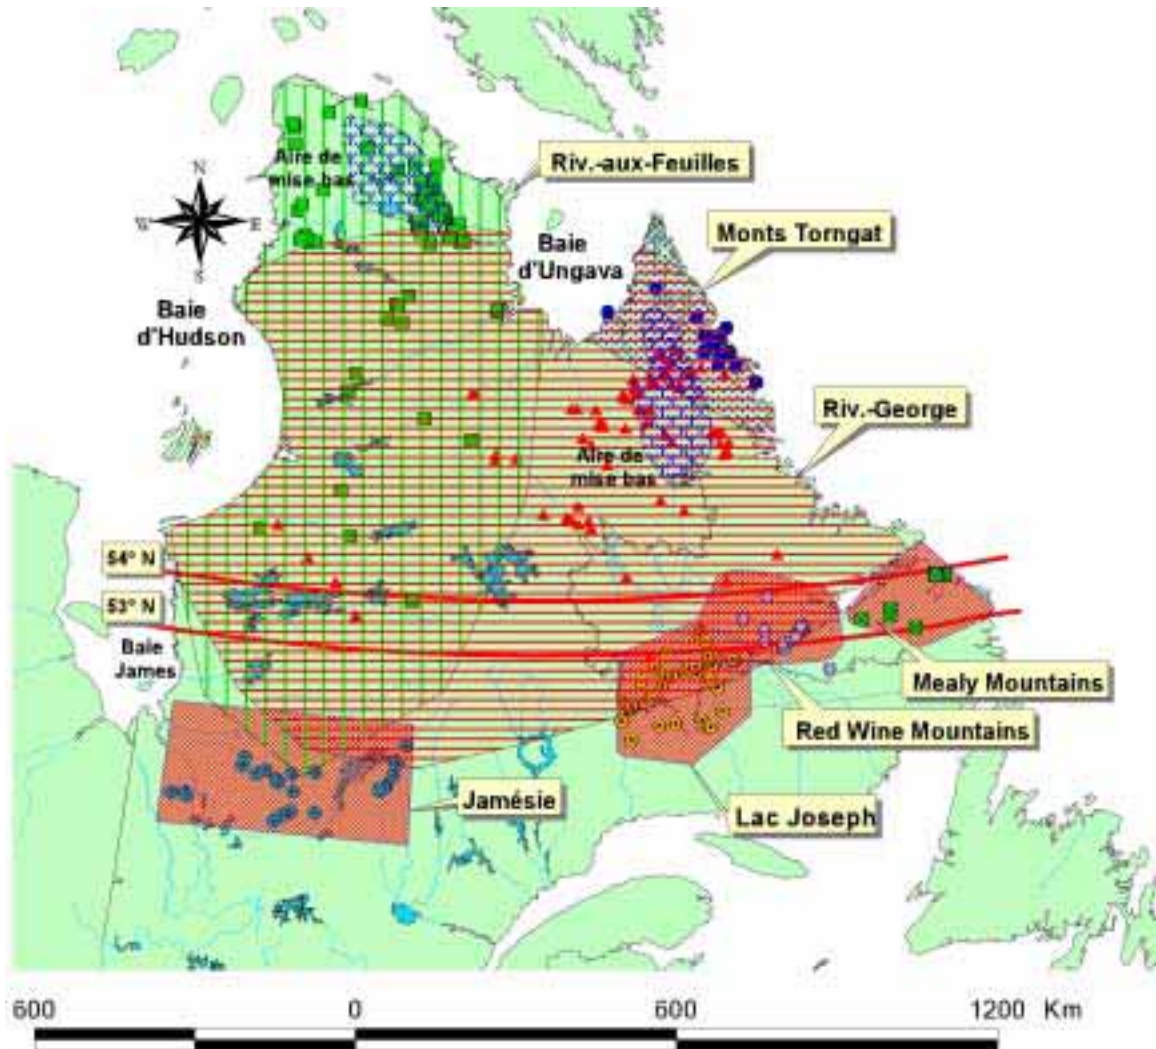 Aire de
mise bas
Riv.-aux-Feuilles
N
W
E
S
Monts Torngat
Baie
d'Ungava
Baie
d'Hudson
Riv.-George
Aire de
mise bas
54° N
53° N
Baie
James
Mealy Mountains
Red Wine Mountains
Jamésie
Lac Joseph
600
0
600
1200 Km